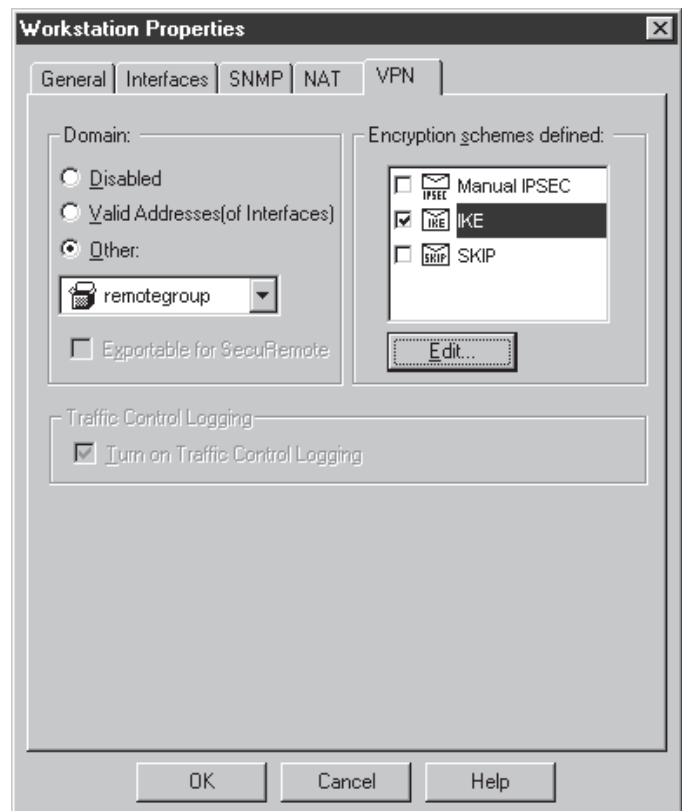 Workstation Properties
General Interfaces SNMP NAT VPN
Domain:
Disabled
Valid Addresses(of Interfaces)
Other:
remotegroup
Exportable for SecuRemote
Encryption schemes defined:
IPSEC Manual IPSEC
IKE IKE
SKIP SKIP
Edit...
Traffic Control Logging
Turn on Traffic Control Logging
OK Cancel Help